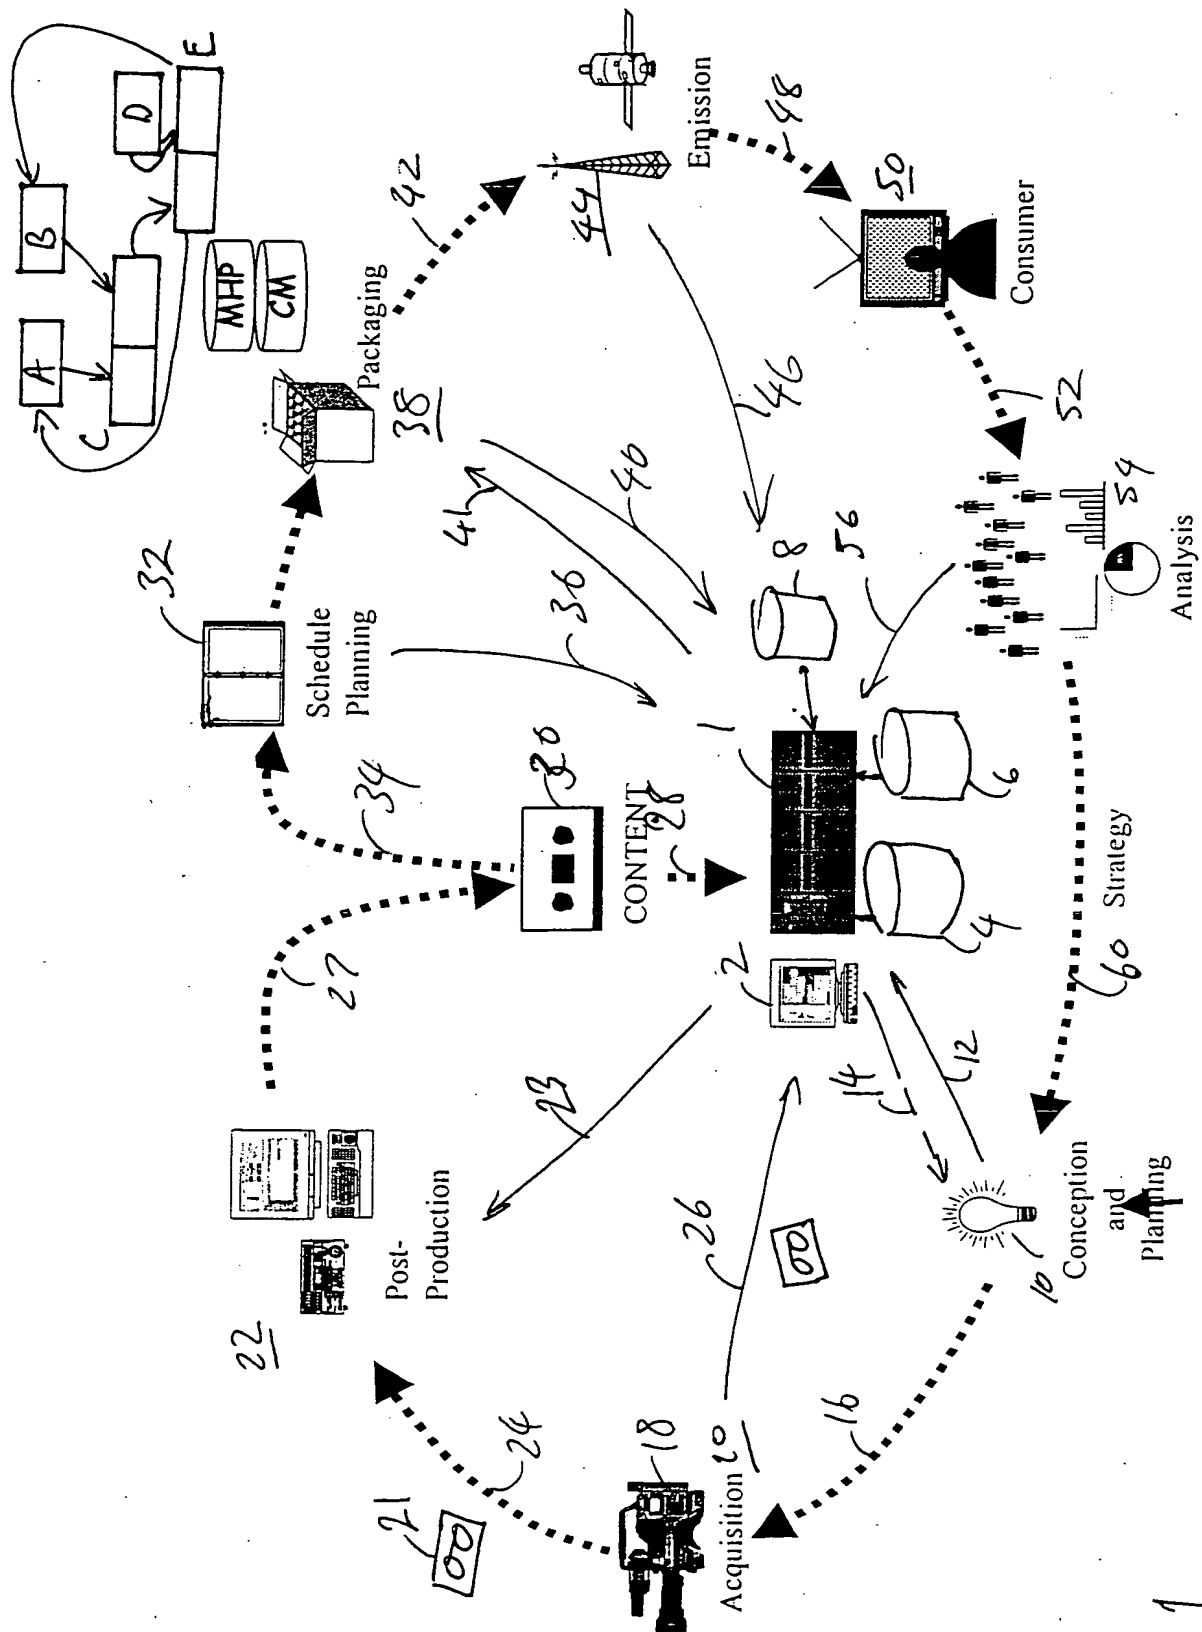 A
B
C
D
E
MHP
CM
32
Schedule
Planning
Packaging
38
42
44
Emission
48
50
Consumer
52
54
Analysis
56
46
40
41
36
8
1
6
4
2
34
30
CONTENT
28
27
22
Post-
Production
23
24
21
18
Acquisition
20
26
16
14
12
10
Conception
and
Planning
60
Strategy
1